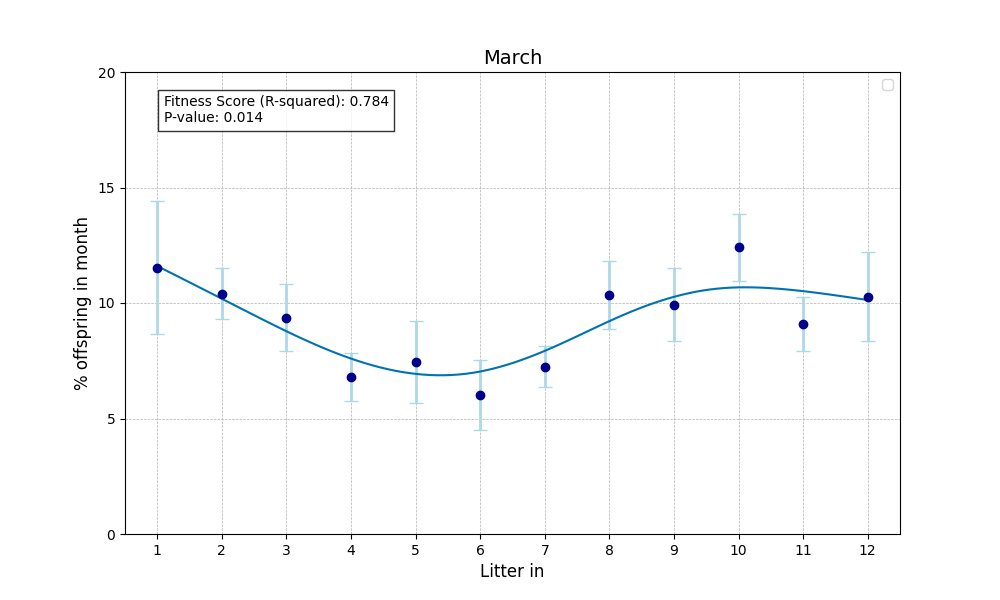 March
Fitness Score (R-squared): 0.784
P-value: 0.014
% offspring in month
20
15
10
5
0
1 2 3 4 5 6 7 8 9 10 11 12
Litter in